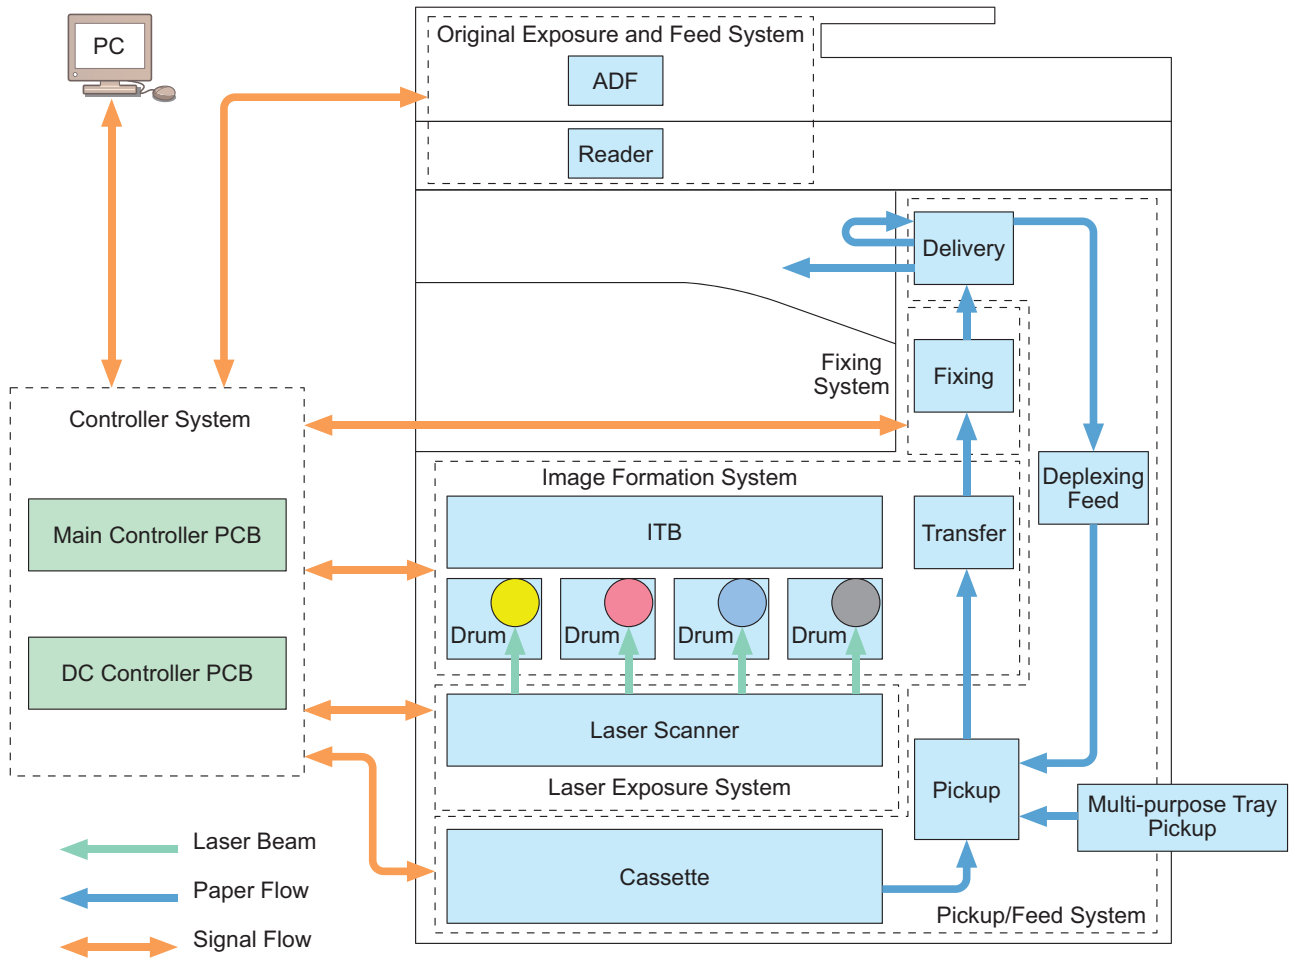 PC
Original Exposure and Feed System
ADF
Reader
Delivery
Fixing
System
Fixing
Controller System
Main Controller PCB
DC Controller PCB
Image Formation System
ITB
Transfer
Deplexing
Feed
Drum
Drum
Drum
Drum
Laser Scanner
Laser Exposure System
Pickup
Multi-purpose Tray
Pickup
Cassette
Pickup/Feed System
Laser Beam
Paper Flow
Signal Flow